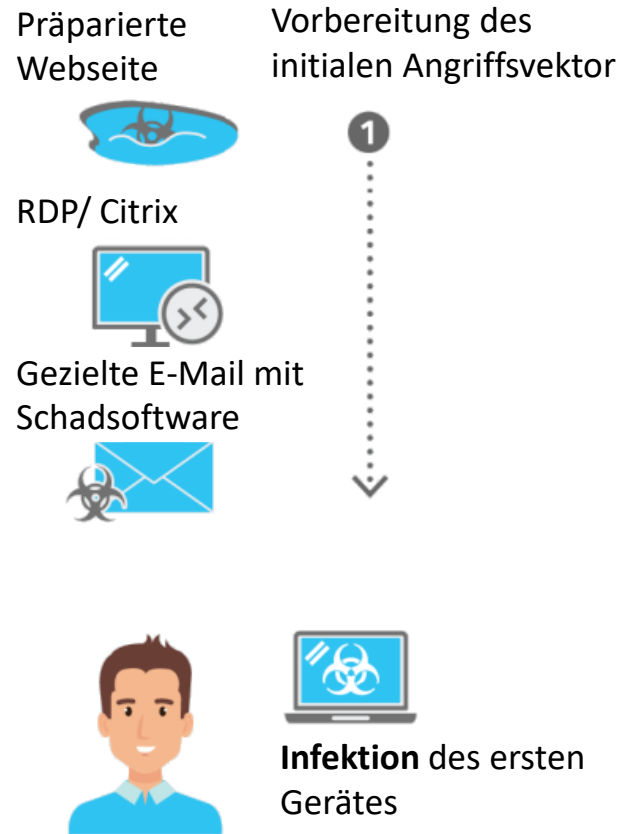 Präparierte
Webseite
Vorbereitung des
initialen Angriffsvektor
1
RDP/ Citrix
Gezielte E-Mail mit
Schadsoftware
Infektion des ersten
Gerätes